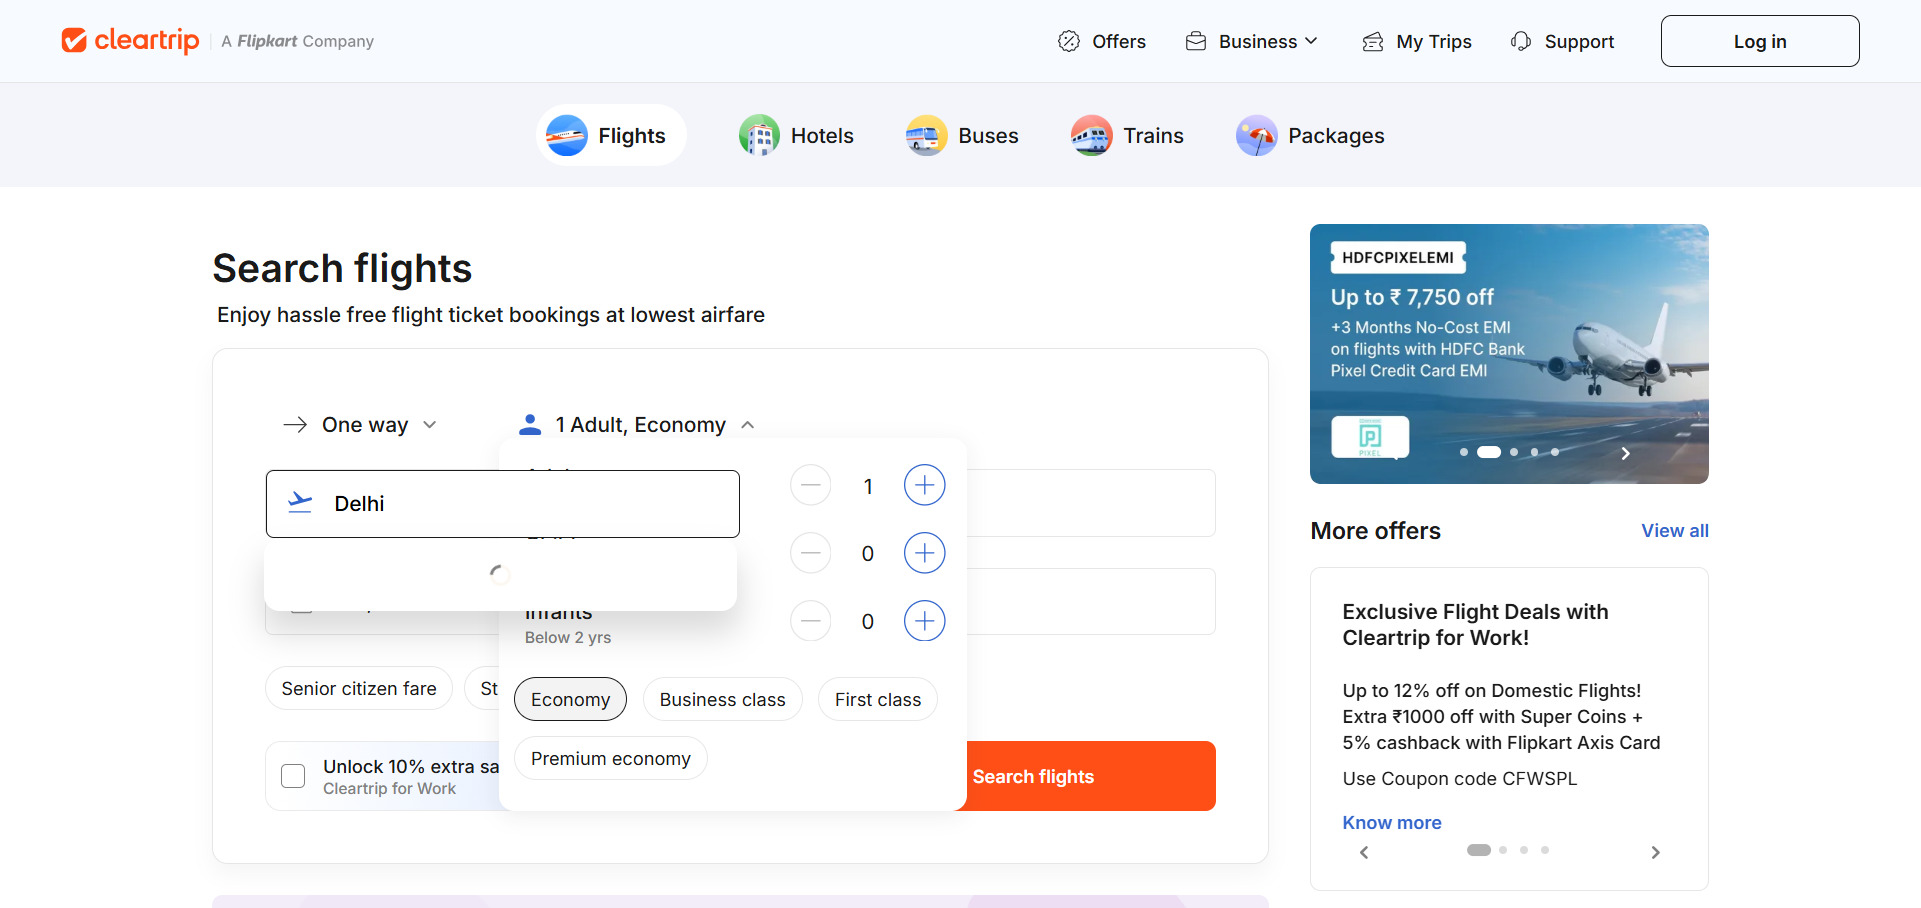 cleartrip
A Flipkart Company
Offers
Business
My Trips
Support
Log in
Flights
Hotels
Buses
Trains
Packages
Search flights
Enjoy hassle free flight ticket bookings at lowest airfare
One way
1 Adult, Economy
Delhi
1
0
Infants
Below 2 yrs
0
Senior citizen fare
St
Economy
Business class
First class
Premium economy
Unlock 10% extra sa
Cleartrip for Work
Search flights
HDFCPIXELEMI
Up to ₹ 7,750 off
+3 Months No-Cost EMI
on flights with HDFC Bank
Pixel Credit Card EMI
PIXEL
More offers
View all
Exclusive Flight Deals with
Cleartrip for Work!
Up to 12% off on Domestic Flights!
Extra ₹1000 off with Super Coins +
5% cashback with Flipkart Axis Card
Use Coupon code CFWSPL
Know more